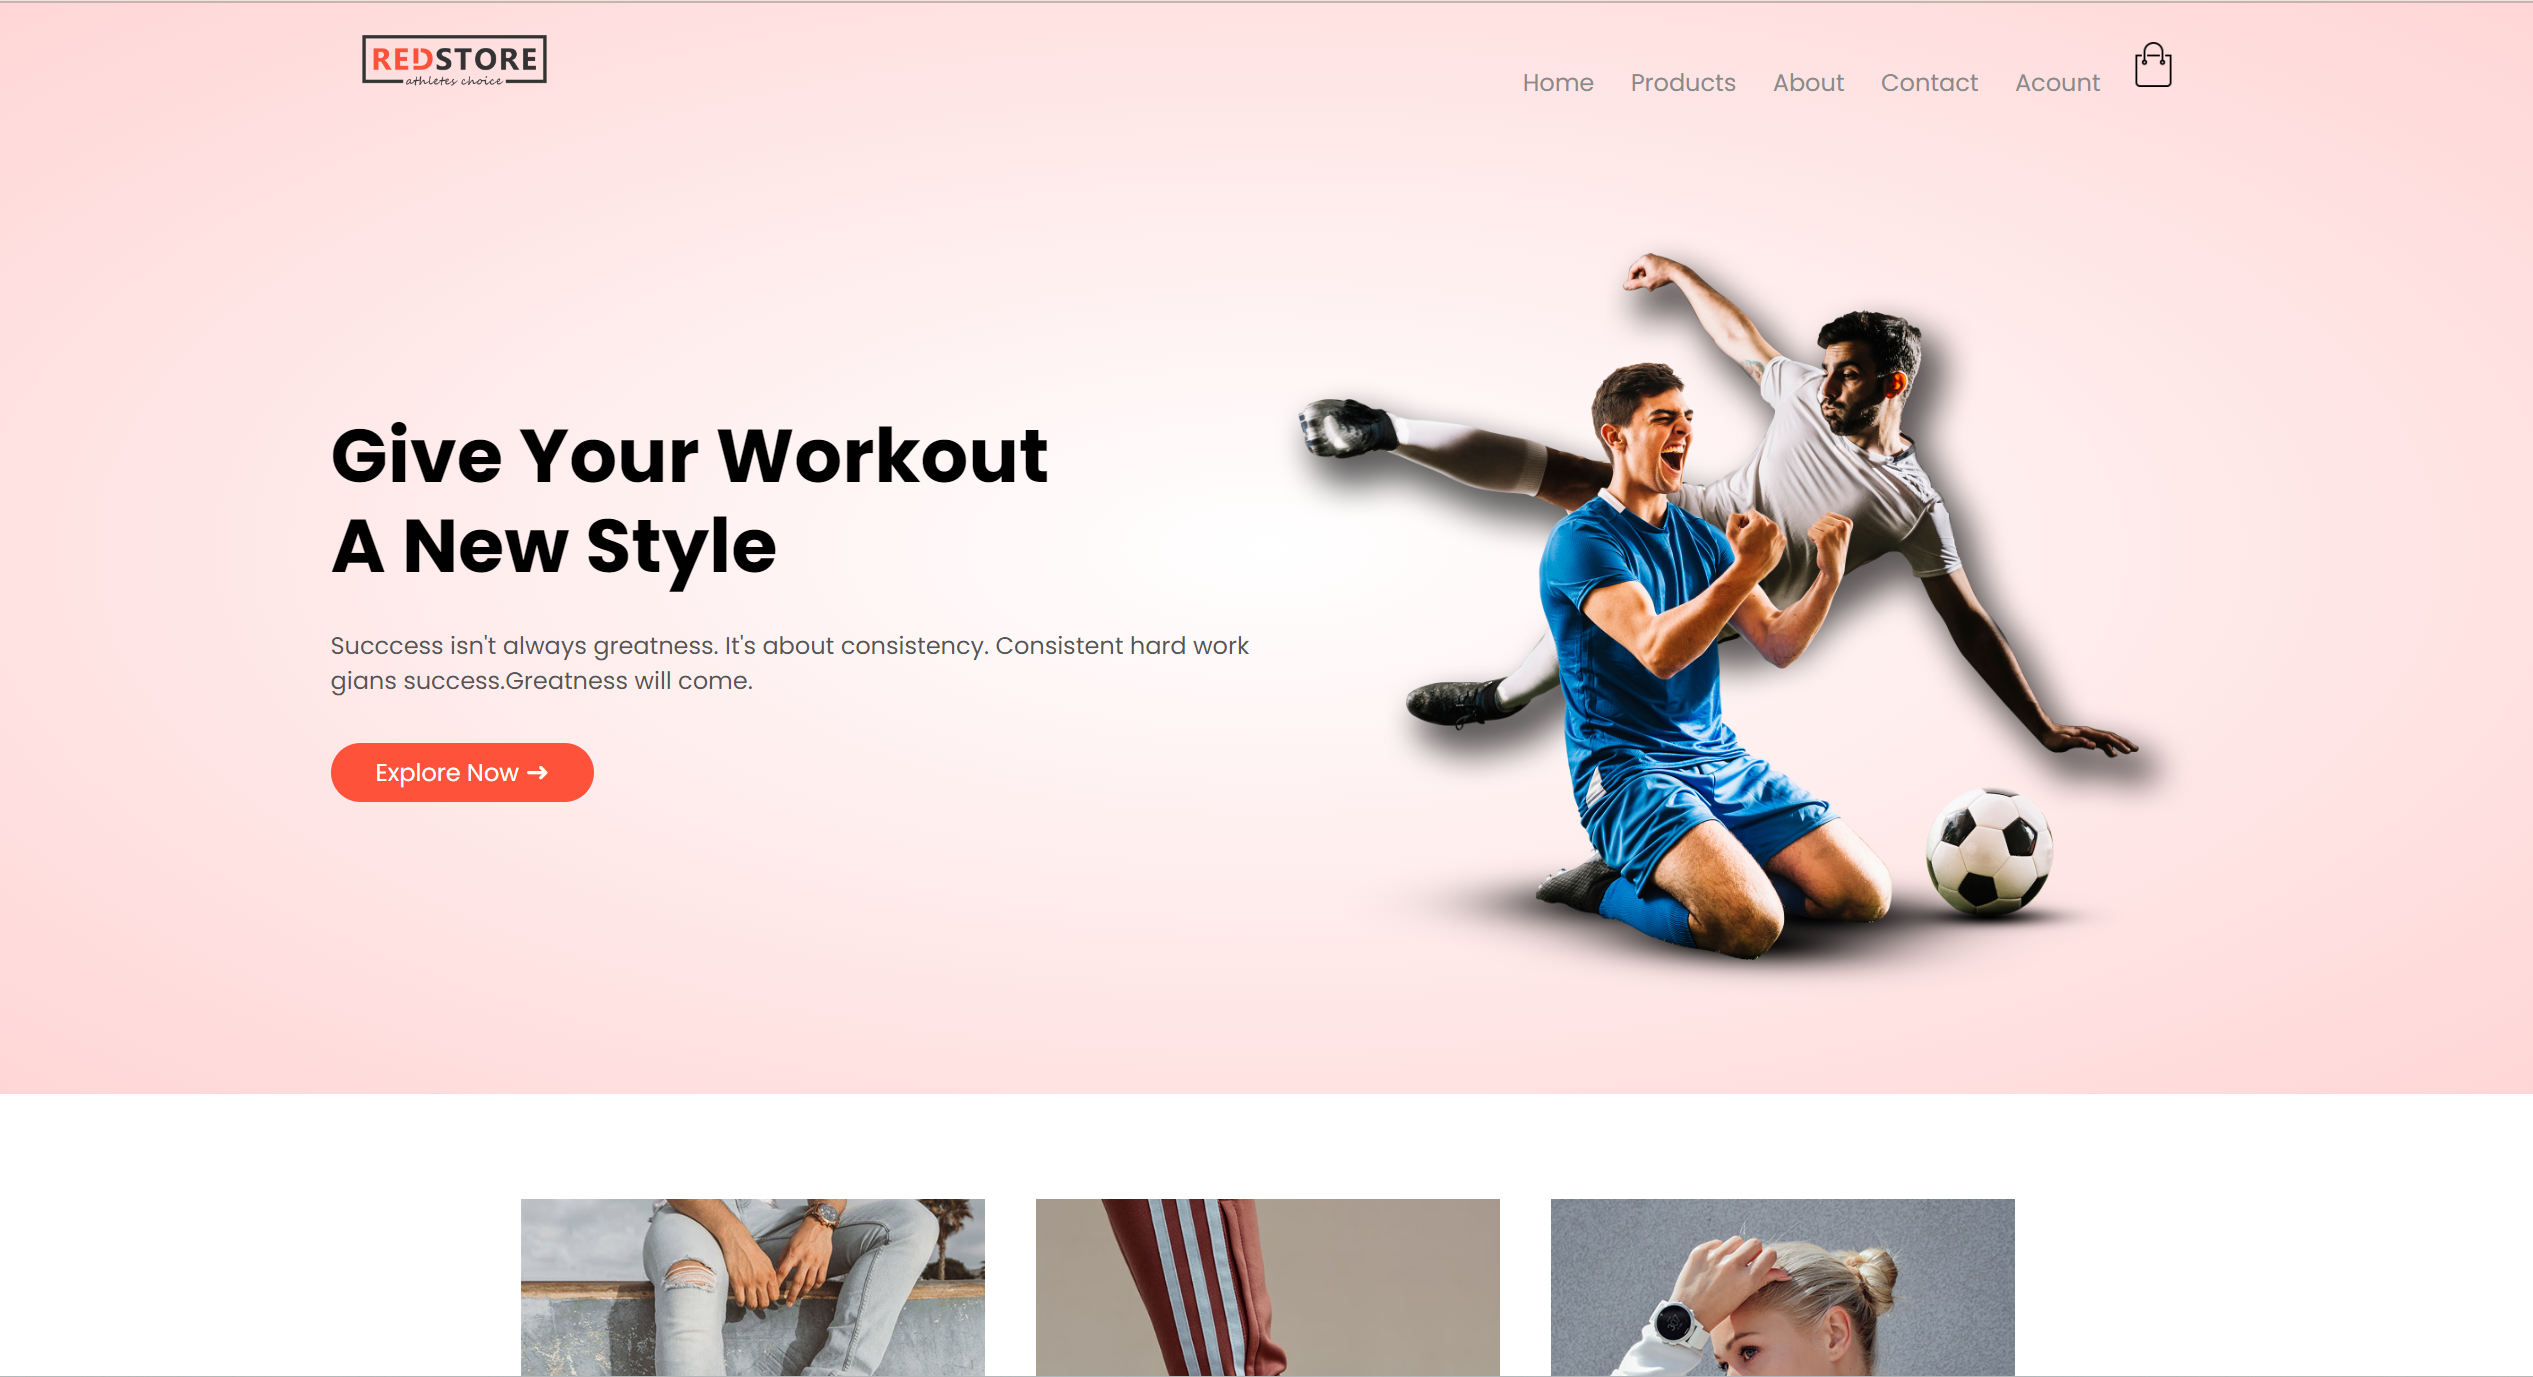 REDSTORE
athletes choice
Home Products About Contact Acount
Give Your Workout
A New Style
Succcess isn't always greatness. It's about consistency. Consistent hard work
gians success.Greatness will come.
Explore Now →